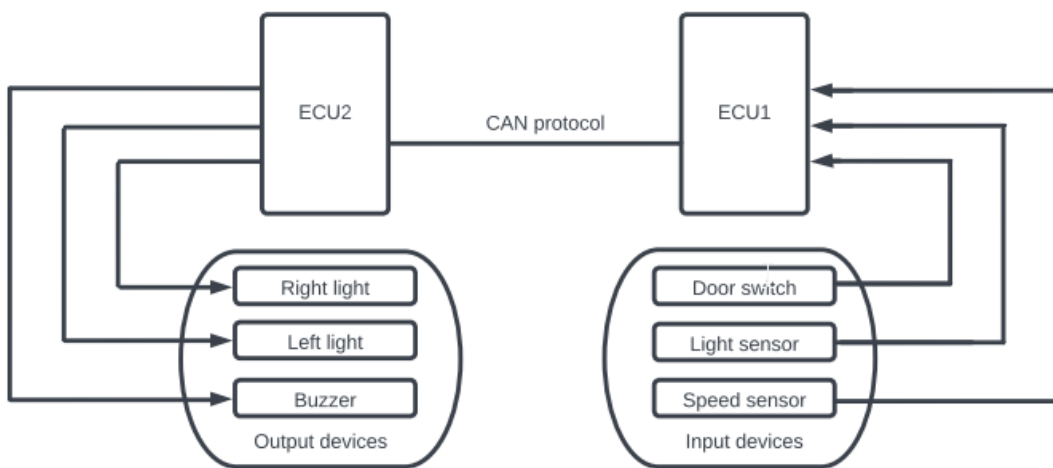 ECU2
CAN protocol
ECU1
Right light
Left light
Buzzer
Output devices
Door switch
Light sensor
Speed sensor
Input devices